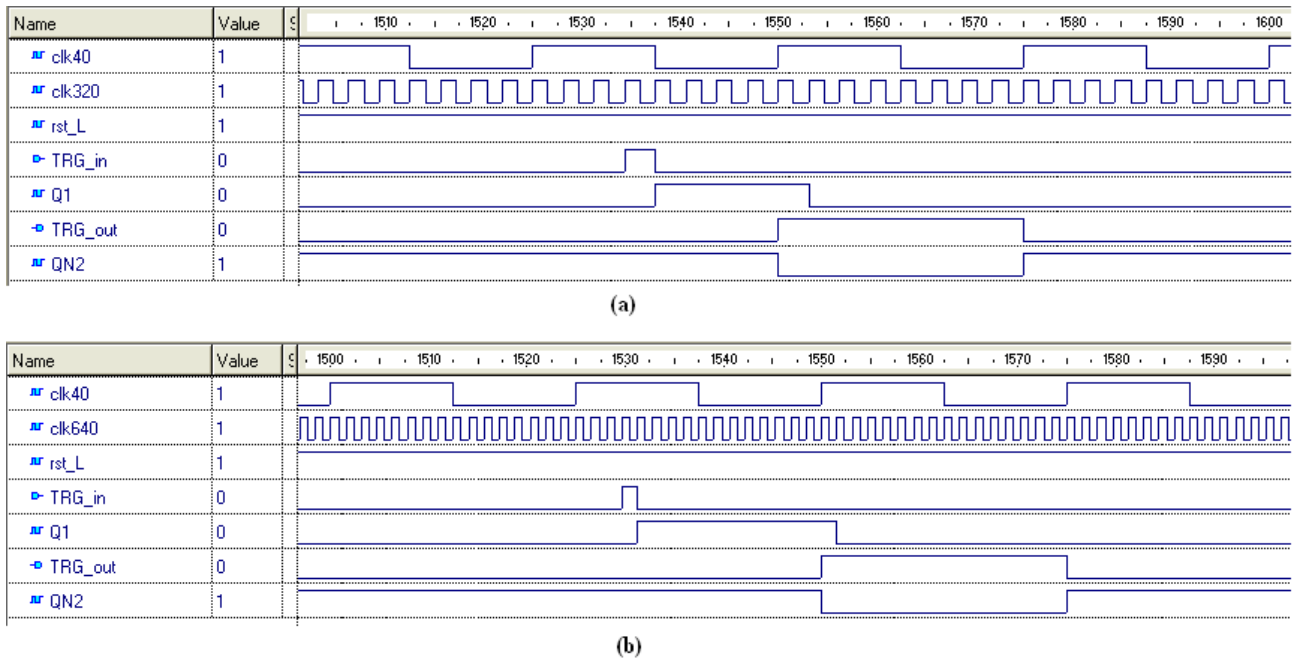 Name Value S 1510 1520 1530 1540 1550 1560 1570 1580 1590 1600
clk40 1
clk320 1
rst_L 1
TRG_in 0
Q1 0
TRG_out 0
QN2 1
(a)
Name Value S 1500 1510 1520 1530 1540 1550 1560 1570 1580 1590
clk40 1
clk640 1
rst_L 1
TRG_in 0
Q1 0
TRG_out 0
QN2 1
(b)